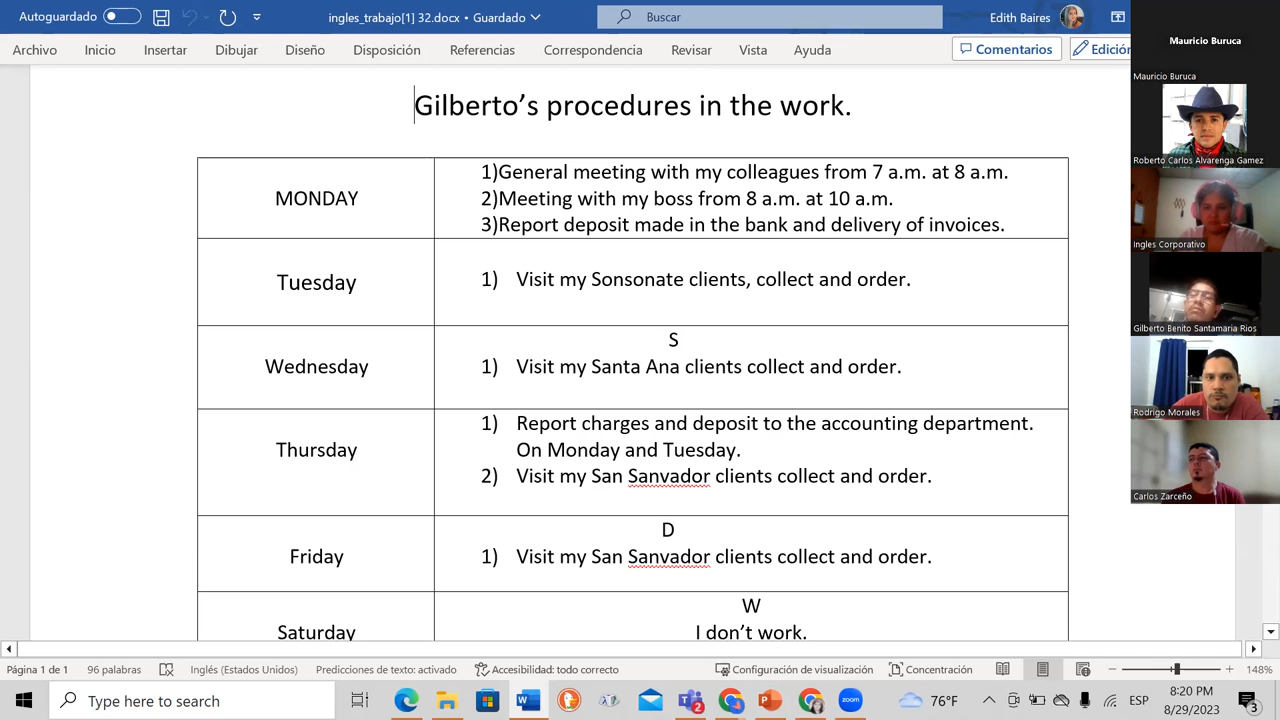 Autoguardado
ingles_trabajo[1] 32.docx • Guardado
Buscar
Edith Baires
Archivo Inicio Insertar Dibujar Diseño Disposición Referencias Correspondencia Revisar Vista Ayuda
Comentarios
Edición
Mauricio Buruca
Mauricio Buruca
Roberto Carlos Alvarenga Gamez
Ingles Corporativo
Gilberto Benito Santamaria Rios
Rodrigo Morales
Carlos Zarceño
Gilberto’s procedures in the work.
MONDAY
1)General meeting with my colleagues from 7 a.m. at 8 a.m.
2)Meeting with my boss from 8 a.m. at 10 a.m.
3)Report deposit made in the bank and delivery of invoices.
Tuesday
1) Visit my Sonsonate clients, collect and order.
Wednesday
S
1) Visit my Santa Ana clients collect and order.
Thursday
1) Report charges and deposit to the accounting department.
On Monday and Tuesday.
2) Visit my San Sanvador clients collect and order.
Friday
D
1) Visit my San Sanvador clients collect and order.
Saturday
W
I don’t work.
Página 1 de 1 96 palabras Inglés (Estados Unidos) Predicciones de texto: activado Accesibilidad: todo correcto Configuración de visualización Concentración 148%
Type here to search
2
zoom
76°F
ESP
8:20 PM
8/29/2023
3